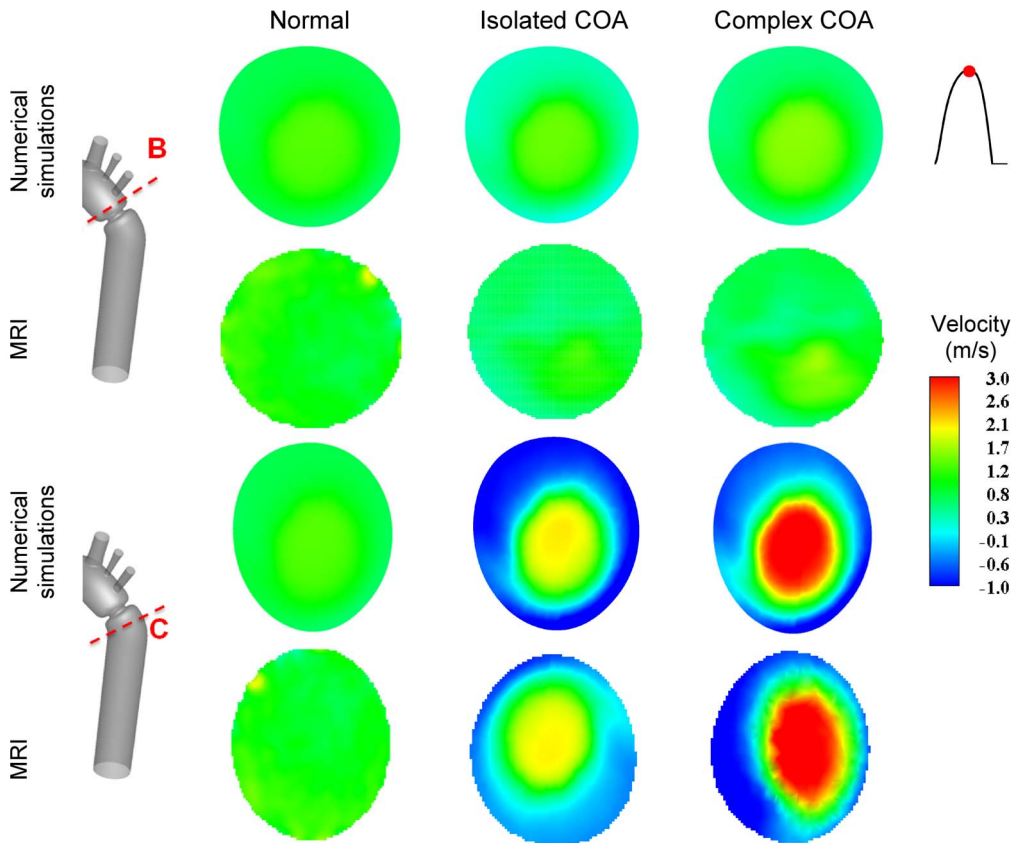 Normal
Isolated COA
Complex COA
Numerical
simulations
B
MRI
Velocity
(m/s)
3.0
2.6
2.1
1.7
1.2
0.8
0.3
-0.1
-0.6
-1.0
Numerical
simulations
C
MRI